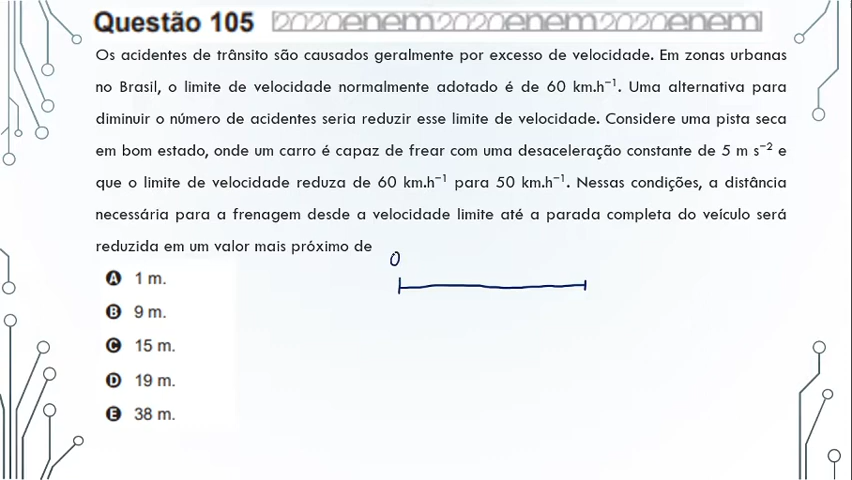 Questão 105 2020enem2020enem2020enem
Os acidentes de trânsito são causados geralmente por excesso de velocidade. Em zonas urbanas
no Brasil, o limite de velocidade normalmente adotado é de 60 km.h⁻¹. Uma alternativa para
diminuir o número de acidentes seria reduzir esse limite de velocidade. Considere uma pista seca
em bom estado, onde um carro é capaz de frear com uma desaceleração constante de 5 m s⁻² e
que o limite de velocidade reduza de 60 km.h⁻¹ para 50 km.h⁻¹. Nessas condições, a distância
necessária para a frenagem desde a velocidade limite até a parada completa do veículo será
reduzida em um valor mais próximo de
0
A 1 m.
B 9 m.
C 15 m.
D 19 m.
E 38 m.